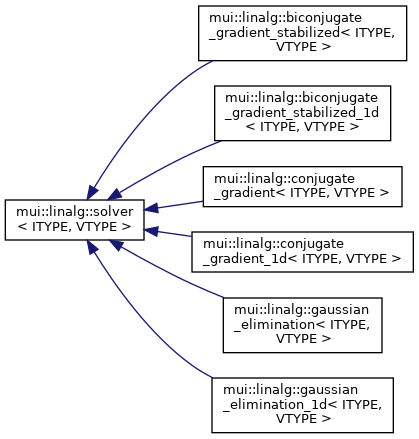 mui::linalg::biconjugate
_gradient_stabilized< ITYPE,
VTYPE >
mui::linalg::biconjugate
_gradient_stabilized_1d
< ITYPE, VTYPE >
mui::linalg::conjugate
_gradient< ITYPE, VTYPE >
mui::linalg::solver
< ITYPE, VTYPE >
mui::linalg::conjugate
_gradient_1d< ITYPE, VTYPE >
mui::linalg::gaussian
_elimination< ITYPE,
VTYPE >
mui::linalg::gaussian
_elimination_1d< ITYPE,
VTYPE >